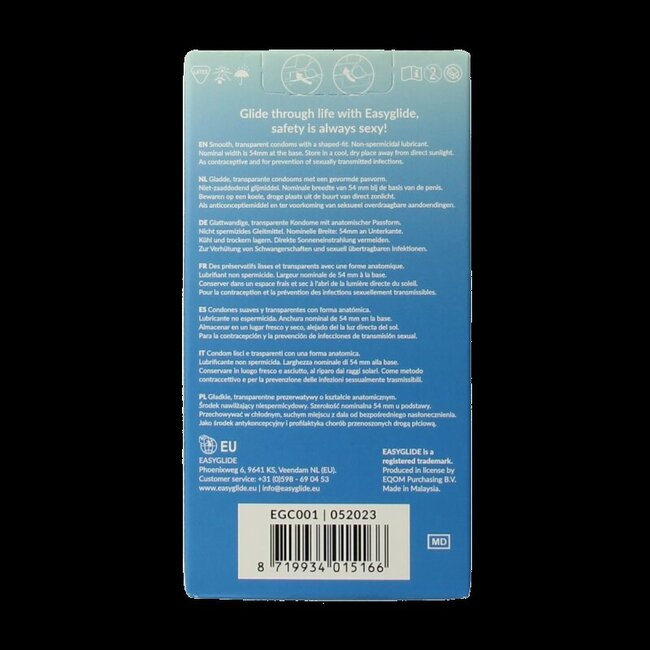 LATEX
2
Glide through life with Easyglide,
safety is always sexy!
EN Smooth, transparent condoms with a shaped-fit. Non-spermicidal lubricant.
Nominal width is 54mm at the base. Store in a cool, dry place away from direct sunlight.
As contraceptive and for prevention of sexually transmitted infections.
NL Gladde, transparante condooms met een gevormde pasvorm.
Niet-zaaddodend glijmiddel. Nominale breedte van 54 mm bij de basis van de penis.
Bewaren op een koele, droge plaats uit de buurt van direct zonlicht.
Als anticonceptiemiddel en ter voorkoming van seksueel overdraagbare aandoeningen.
DE Glattwandige, transparente Kondome mit anatomischer Passform.
Nicht spermizides Gleitmittel. Nominelle Breite: 54mm an Unterkante.
Kühl und trockern lagern. Direkte Sonneneinstrahlung vermeiden.
Zur Verhütung von Schwangerschaften und sexuell übertragbaren Infektionen.
FR Des préservatifs lisses et transparents avec une forme anatomique.
Lubrifiant non spermicide. Largeur nominale de 54 mm à la base.
Conserver dans un espace frais et sec à l'abri de la lumière directe du soleil.
Pour la contraception et la prévention des infections sexuellement transmissibles.
ES Condones suaves y transparentes con forma anatómica.
Lubricante no espermicida. Anchura nominal de 54 mm en la base.
Almacenar en un lugar fresco y seco, alejado del la luz directa del sol.
Para la contracepción y la prevención de infecciones de transmisión sexual.
IT Condom lisci e trasparenti con una forma anatomica.
Lubrificante non spermicida. Larghezza nominale di 54 mm alla base.
Conservare in luogo fresco e asciutto, al riparo dai raggi solari. Come metodo
contraccettivo e per la prevenzione delle infezioni sessualmente trasmissibili.
PL Gładkie, transparentne prezerwatywy o kształcie anatomicznym.
Środek nawilżający niespermicydowy. Szerokość nominalna 54 mm u podstawy.
Przechowywać w chłodnym, suchym miejscu z dala od bezpośredniego nasłonecznienia.
Jako środek antykoncepcyjny i profilaktyka chorób przenoszonych drogą płciową.
EU
EASYGLIDE
Phoenixweg 6, 9641 KS, Veendam NL (EU).
Customer service: +31 (0)598 - 69 04 53
www.easyglide.eu | info@easyglide.eu
EASYGLIDE is a
registered trademark.
Produced in license by
EQOM Purchasing B.V.
Made in Malaysia.
EGC001 | 052023
8 719934 015166
MD